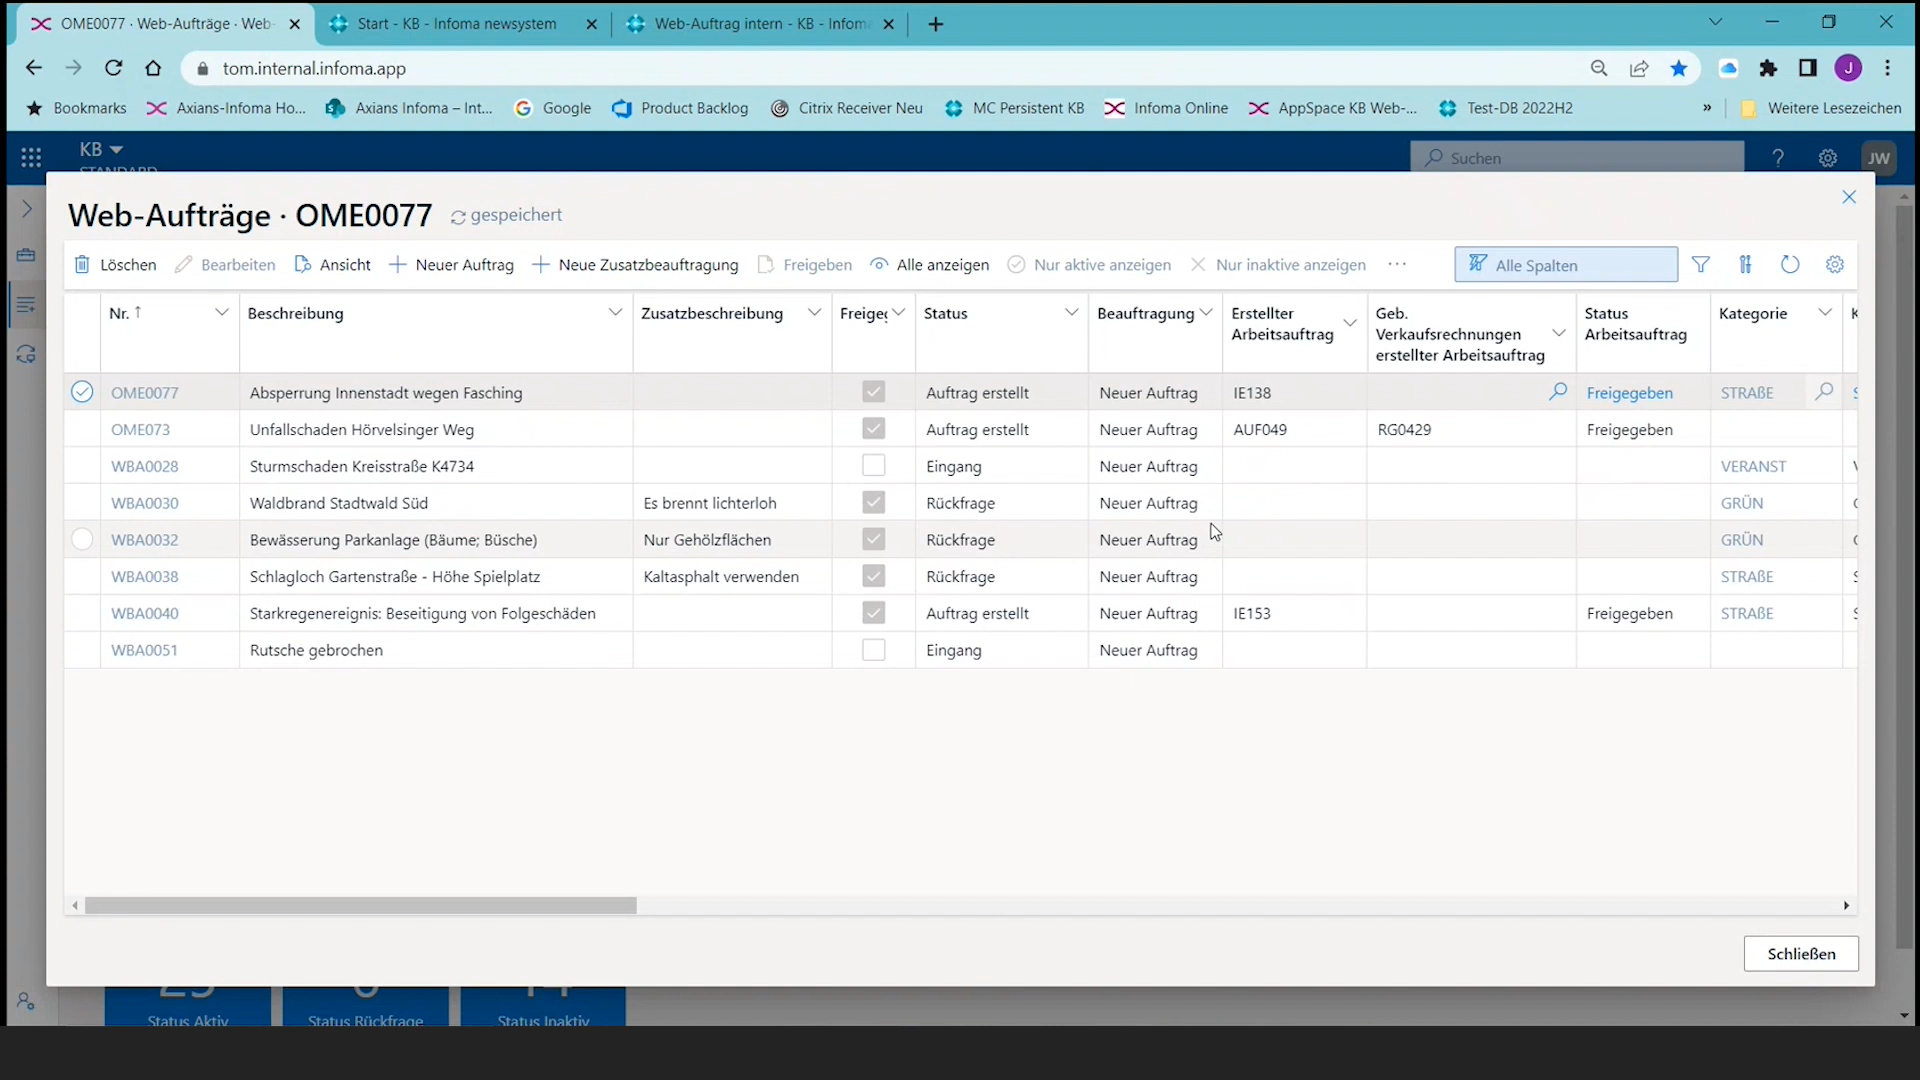 OME0077 · Web-Aufträge · Web-
Start - KB - Infoma newsystem
Web-Auftrag intern - KB - Infoma
tom.internal.infoma.app
J
Bookmarks
Axians-Infoma Ho...
Axians Infoma – Int...
Google
Product Backlog
Citrix Receiver Neu
MC Persistent KB
Infoma Online
AppSpace KB Web-...
Test-DB 2022H2
»
Weitere Lesezeichen
KB
STANDARD
Suchen
?
JW
Web-Aufträge · OME0077
gespeichert
Löschen
Bearbeiten
Ansicht
Neuer Auftrag
Neue Zusatzbeauftragung
Freigeben
Alle anzeigen
Nur aktive anzeigen
Nur inaktive anzeigen
...
Alle Spalten
Nr. ↑ Beschreibung Zusatzbeschreibung Freigeg Status Beauftragung Erstellter Arbeitsauftrag Geb. Verkaufsrechnungen erstellter Arbeitsauftrag Status Arbeitsauftrag Kategorie K
OME0077 Absperrung Innenstadt wegen Fasching Auftrag erstellt Neuer Auftrag IE138 Freigegeben STRAßE S
OME073 Unfallschaden Hörvelsinger Weg Auftrag erstellt Neuer Auftrag AUF049 RG0429 Freigegeben
WBA0028 Sturmschaden Kreisstraße K4734 Eingang Neuer Auftrag VERANST V
WBA0030 Waldbrand Stadtwald Süd Es brennt lichterloh Rückfrage Neuer Auftrag GRÜN
WBA0032 Bewässerung Parkanlage (Bäume; Büsche) Nur Gehölzflächen Rückfrage Neuer Auftrag GRÜN
WBA0038 Schlagloch Gartenstraße - Höhe Spielplatz Kaltasphalt verwenden Rückfrage Neuer Auftrag STRAßE S
WBA0040 Starkregenereignis: Beseitigung von Folgeschäden Auftrag erstellt Neuer Auftrag IE153 Freigegeben STRAßE S
WBA0051 Rutsche gebrochen Eingang Neuer Auftrag
Schließen
Status Aktiv
Status Rückfrage
Status Inaktiv